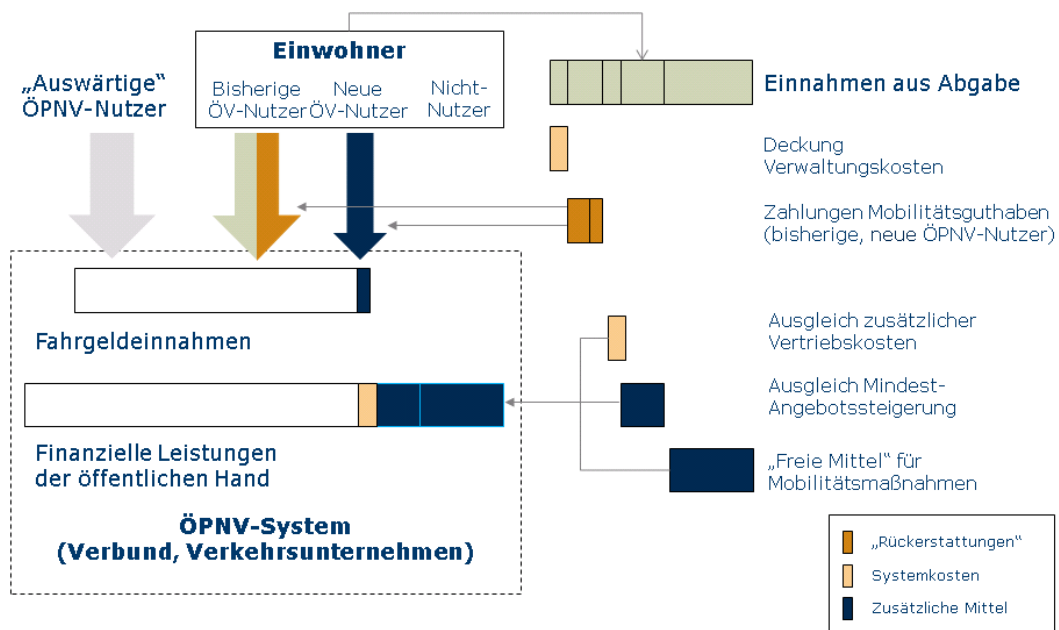 Einwohner
Bisherige
ÖV-Nutzer
Neue
ÖV-Nutzer
Nicht-
Nutzer
„Auswärtige“
ÖPNV-Nutzer
Einnahmen aus Abgabe
Deckung
Verwaltungskosten
Zahlungen Mobilitätsguthaben
(bisherige, neue ÖPNV-Nutzer)
Fahrgeldeinnahmen
Ausgleich zusätzlicher
Vertriebskosten
Ausgleich Mindest-
Angebotssteigerung
Finanzielle Leistungen
der öffentlichen Hand
„Freie Mittel“ für
Mobilitätsmaßnahmen
ÖPNV-System
(Verbund, Verkehrsunternehmen)
„Rückerstattungen“
Systemkosten
Zusätzliche Mittel